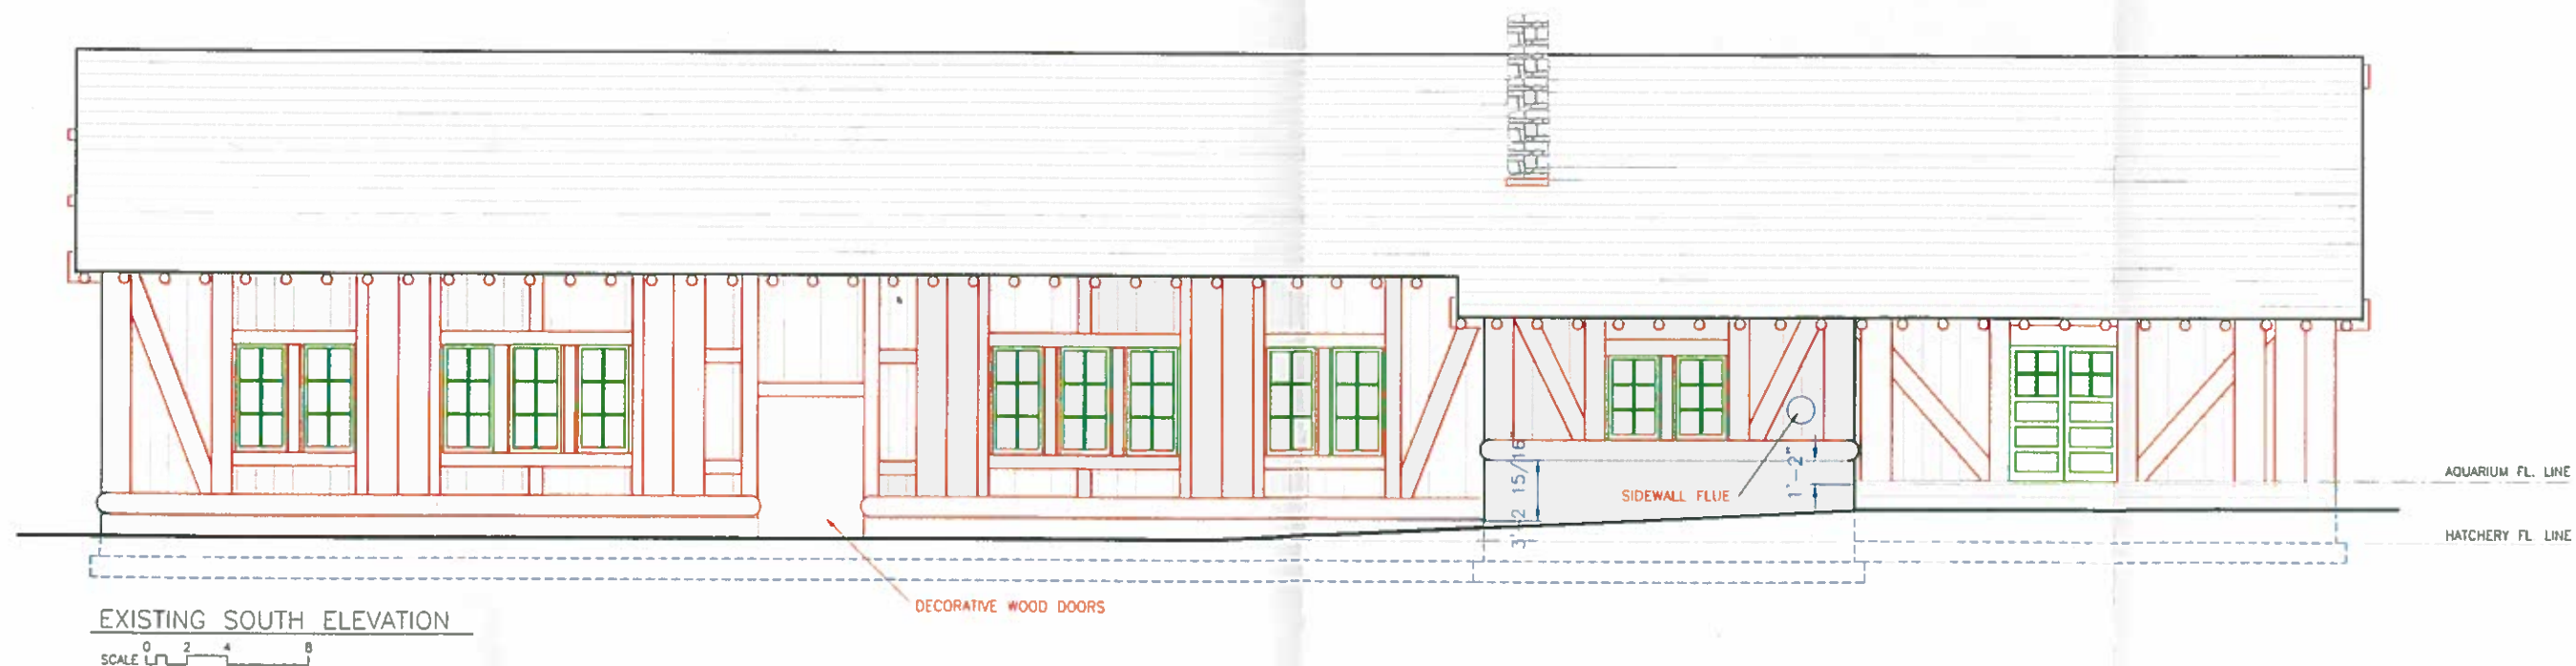 AQUARIUM FL. LINE
SIDEWALL FLUE
1'-2"
3'-2 15/16
HATCHERY FL LINE
DECORATIVE WOOD DOORS
EXISTING SOUTH ELEVATION
0 2 4 8
SCALE